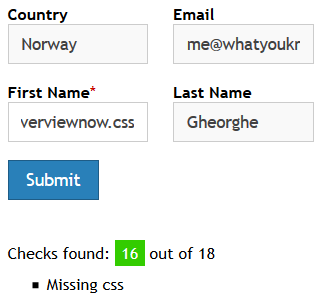 Country Email
Norway me@whatyoukr
First Name* Last Name
verviewnow.css Gheorghe
Submit
Checks found: 16 out of 18
Missing css